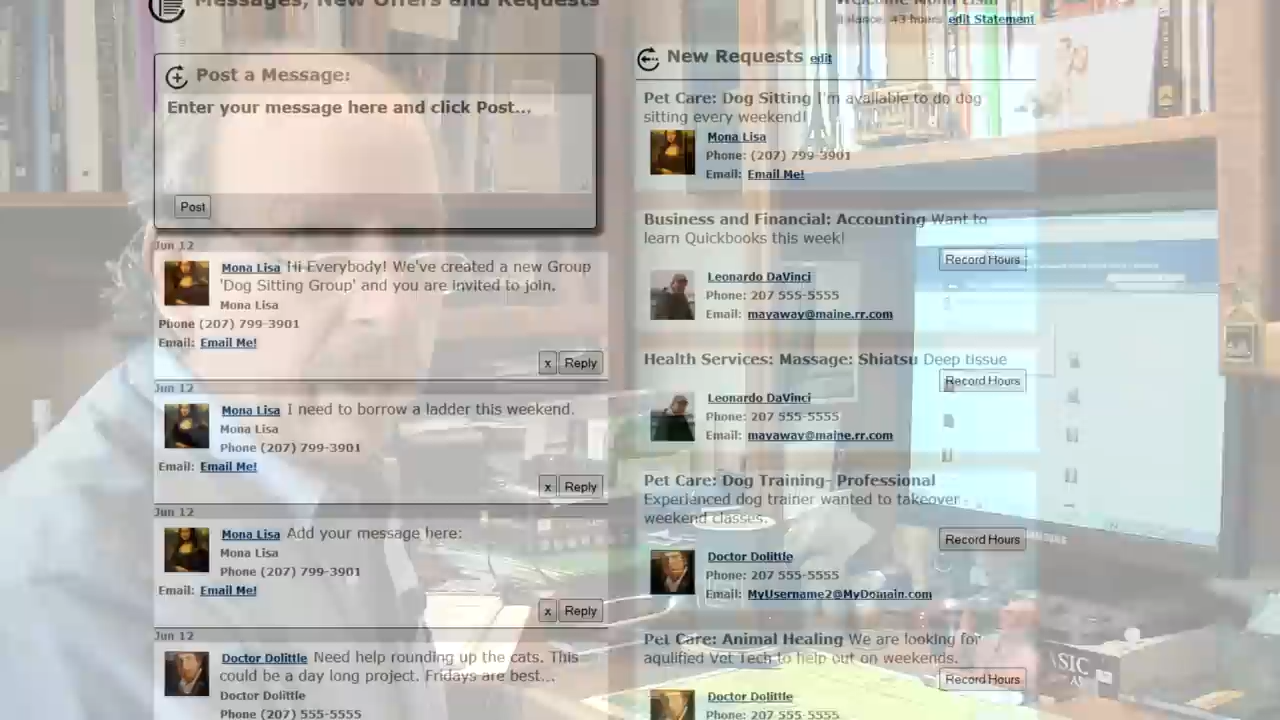 Messages, New Offers and Requests
Post a Message:
Enter your message here and click Post...
Post
Jun 12
Mona Lisa Hi Everybody! We've created a new Group
'Dog Sitting Group' and you are invited to join.
Mona Lisa
Phone (207) 799-3901
Email: Email Me!
x Reply
Jun 12
Mona Lisa I need to borrow a ladder this weekend.
Mona Lisa
Phone (207) 799-3901
Email: Email Me!
x Reply
Jun 12
Mona Lisa Add your message here:
Mona Lisa
Phone (207) 799-3901
Email: Email Me!
x Reply
Jun 12
Doctor Dolittle Need help rounding up the cats. This
could be a day long project. Fridays are best...
Doctor Dolittle
Phone (207) 555-5555
Welcome Mona Lisa!
Balance: 43 hours edit Statement
New Requests edit
Pet Care: Dog Sitting I'm available to do dog
sitting every weekend!
Mona Lisa
Phone: (207) 799-3901
Email: Email Me!
Business and Financial: Accounting Want to
learn Quickbooks this week!
Record Hours
Leonardo DaVinci
Phone: 207 555-5555
Email: mayaway@maine.rr.com
Health Services: Massage: Shiatsu Deep tissue
Record Hours
Leonardo DaVinci
Phone: 207 555-5555
Email: mayaway@maine.rr.com
Pet Care: Dog Training- Professional
Experienced dog trainer wanted to takeover
weekend classes.
Record Hours
Doctor Dolittle
Phone: 207 555-5555
Email: MyUsername2@MyDomain.com
Pet Care: Animal Healing We are looking for
aqulified Vet Tech to help out on weekends.
Record Hours
Doctor Dolittle
Phone: 207 555-5555
SAMSUNG